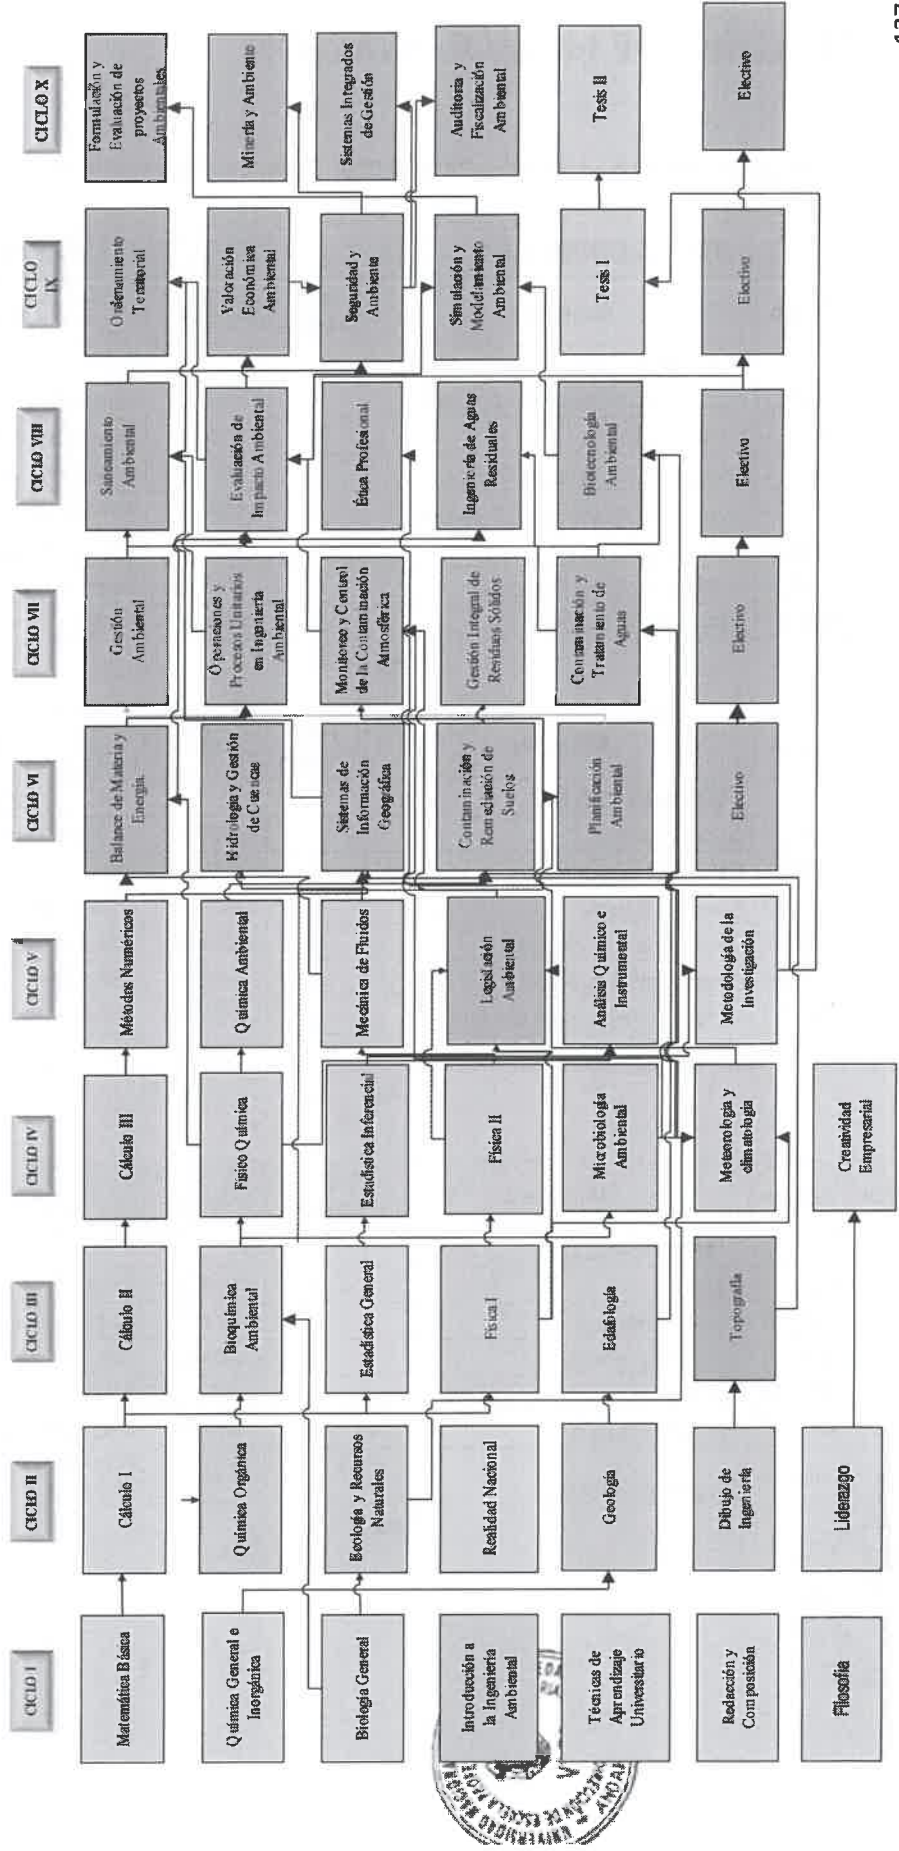 CICLO I
CICLO II
CICLO III
CICLO IV
CICLO V
CICLO VI
CICLO VII
CICLO VIII
CICLO
IX
CICLO X
Matemática Básica
Química General e
Inorgánica
Biología General
Introducción a
la Ingeniería
Ambiental
Técnicas de
Aprendizaje
Universitario
Redacción y
Composición
Filosofía
Cálculo I
Química Orgánica
Ecología y Recursos
Naturales
Realidad Nacional
Geología
Dibujo de
Ingeniería
Liderazgo
Cálculo II
Bioquímica
Ambiental
Estadística General
Física I
Edafología
Topografía
Cálculo III
Físico Química
Estadística Inferencial
Física II
Microbiología
Ambiental
Meteorología y
climatología
Creatividad
Empresarial
Métodos Numéricos
Química Ambiental
Mecánica de Fluidos
Legislación
Ambiental
Análisis Químico e
Instrumental
Metodología de la
Investigación
Balance de Materia y
Energía.
Hidrología y Gestión
de Cuencas
Sistemas de
Información
Geográfica
Contaminación y
Remediación de
Suelos
Planificación
Ambiental
Electivo
Gestión
Ambiental
Operaciones y
Procesos Unitarios
en Ingeniería
Ambiental
Monitoreo y Control
de la Contaminación
Atmosférica
Gestión Integral de
Residuos Sólidos
Contaminación y
Tratamiento de
Aguas
Electivo
Saneamiento
Ambiental
Evaluación de
Impacto Ambiental
Ética Profesional
Ingeniería de Aguas
Residuales
Biotecnología
Ambiental
Electivo
Ordenamiento
Territorial
Valoración
Económica
Ambiental
Seguridad y
Ambiente
Simulación y
Modelamiento
Ambiental
Tesis I
Electivo
Formulación y
Evaluación de
proyectos
Ambientales
Minería y Ambiente
Sistemas Integrados
de Gestión
Auditoria y
Fiscalización
Ambiental
Tesis II
Electivo